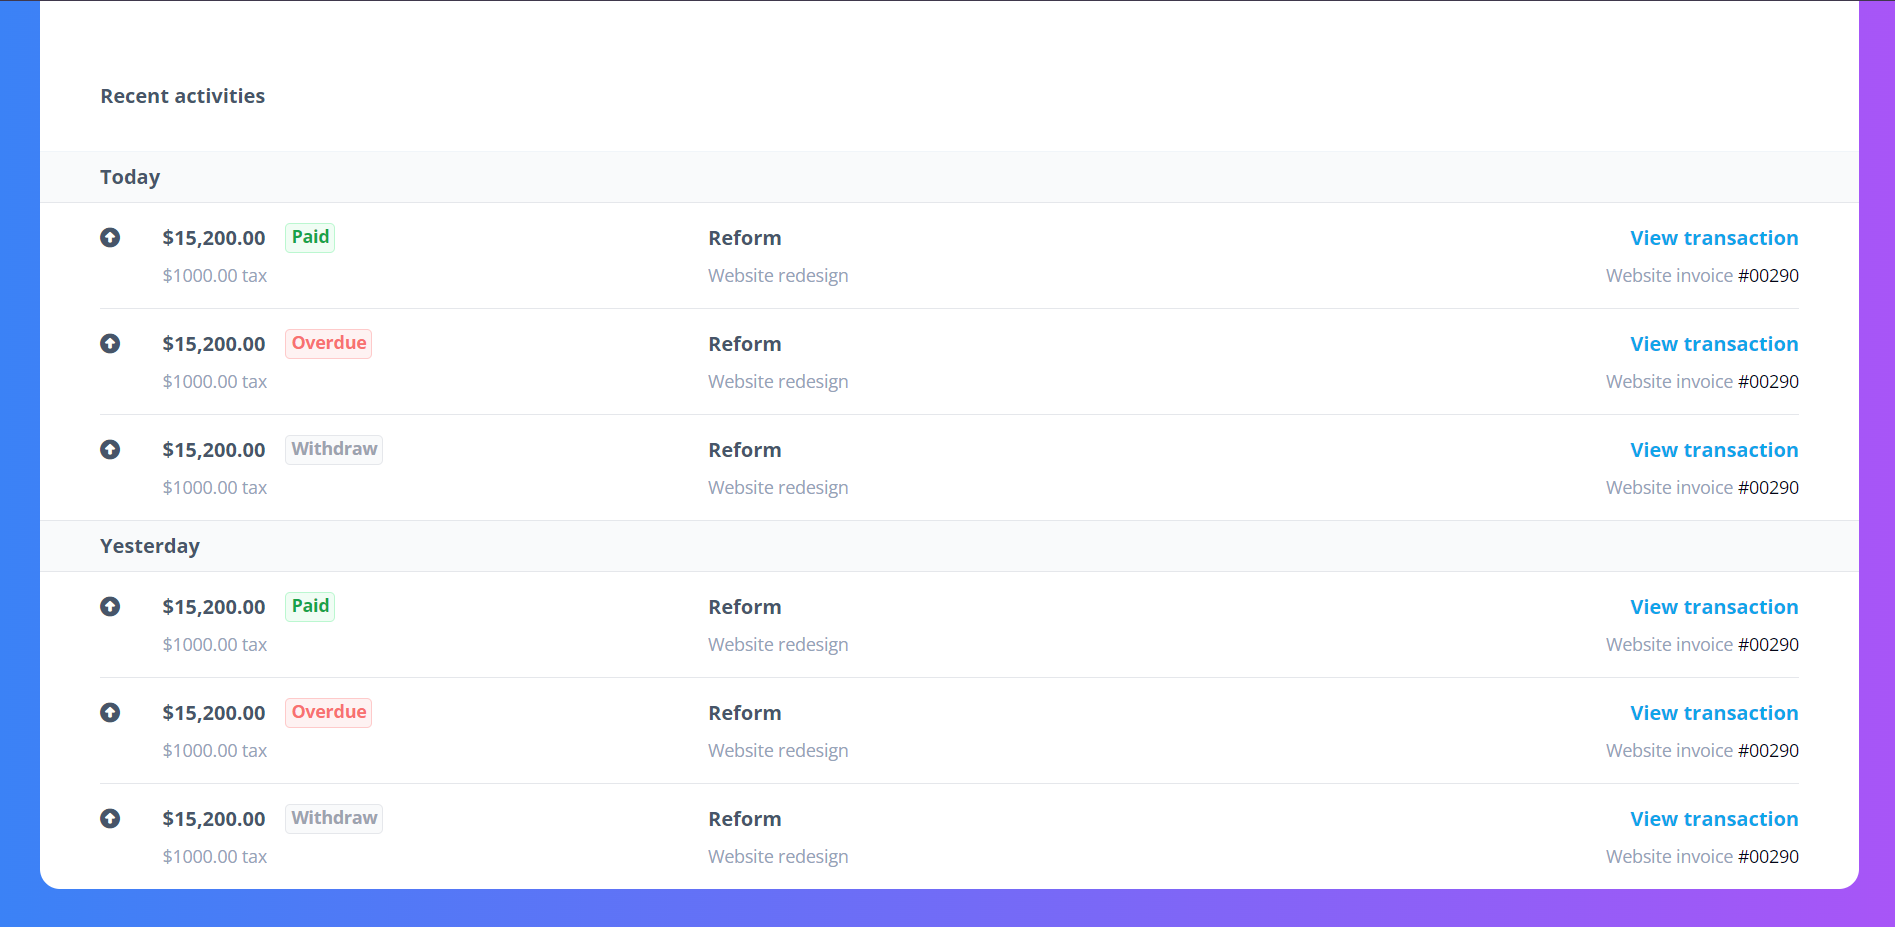 Recent activities
Today
$15,200.00 Paid Reform View transaction
$1000.00 tax Website redesign Website invoice #00290
$15,200.00 Overdue Reform View transaction
$1000.00 tax Website redesign Website invoice #00290
$15,200.00 Withdraw Reform View transaction
$1000.00 tax Website redesign Website invoice #00290
Yesterday
$15,200.00 Paid Reform View transaction
$1000.00 tax Website redesign Website invoice #00290
$15,200.00 Overdue Reform View transaction
$1000.00 tax Website redesign Website invoice #00290
$15,200.00 Withdraw Reform View transaction
$1000.00 tax Website redesign Website invoice #00290